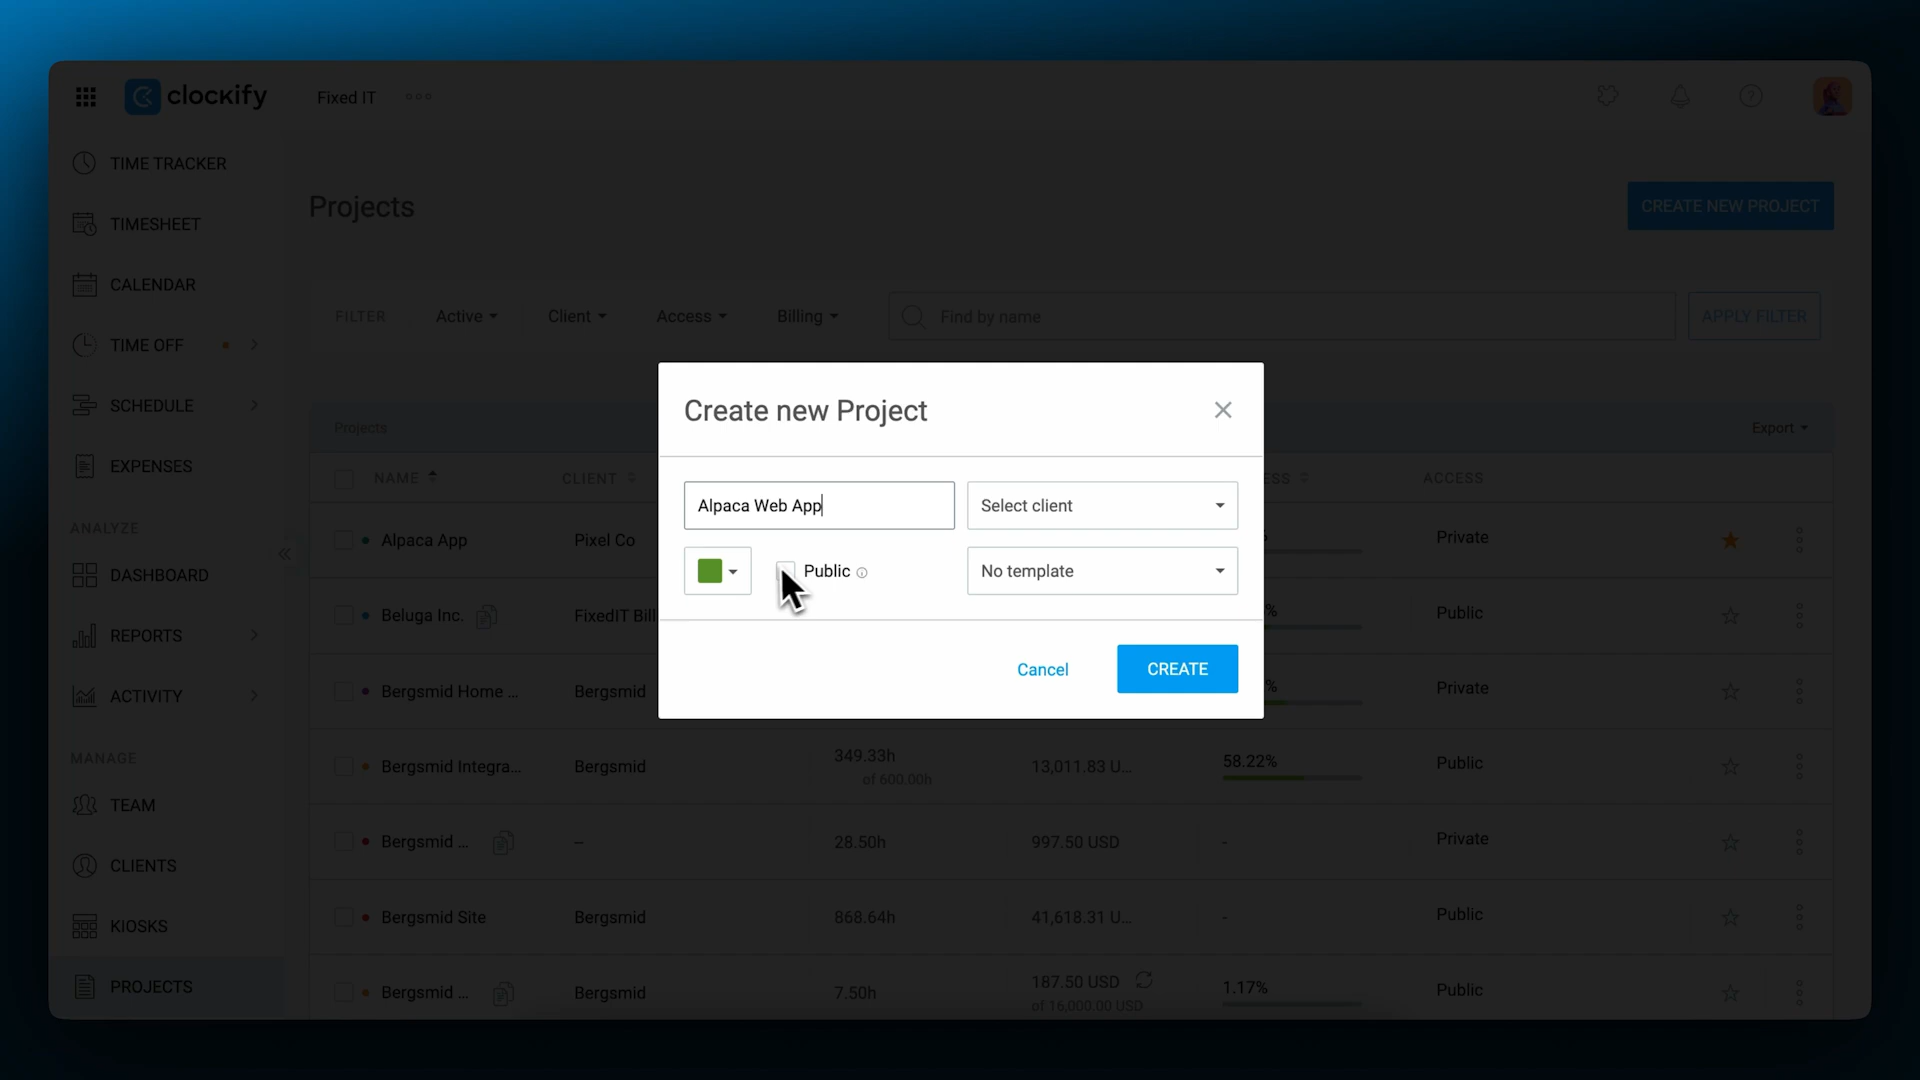 clockify
Fixed IT
TIME TRACKER
TIMESHEET
CALENDAR
TIME OFF
SCHEDULE
EXPENSES
ANALYZE
DASHBOARD
REPORTS
ACTIVITY
MANAGE
TEAM
CLIENTS
KIOSKS
PROJECTS
Projects
CREATE NEW PROJECT
FILTER Active Client Access Billing Find by name APPLY FILTER
Projects Export
NAME CLIENT ACCESS
Alpaca App Pixel Co Private
Beluga Inc. % Public
Bergsmid Home ... Bergsmid % Private
Bergsmid Integra... Bergsmid 349.33h of 600.00h 13,011.83 U... 58.22% Public
Bergsmid ... – 28.50h 997.50 USD - Private
Bergsmid Site Bergsmid 868.64h 41,618.31 U... - Public
Bergsmid ... Bergsmid 7.50h 187.50 USD of 16,000.00 USD 1.17% Public
Create new Project
Alpaca Web App Select client
Public No template
Cancel CREATE